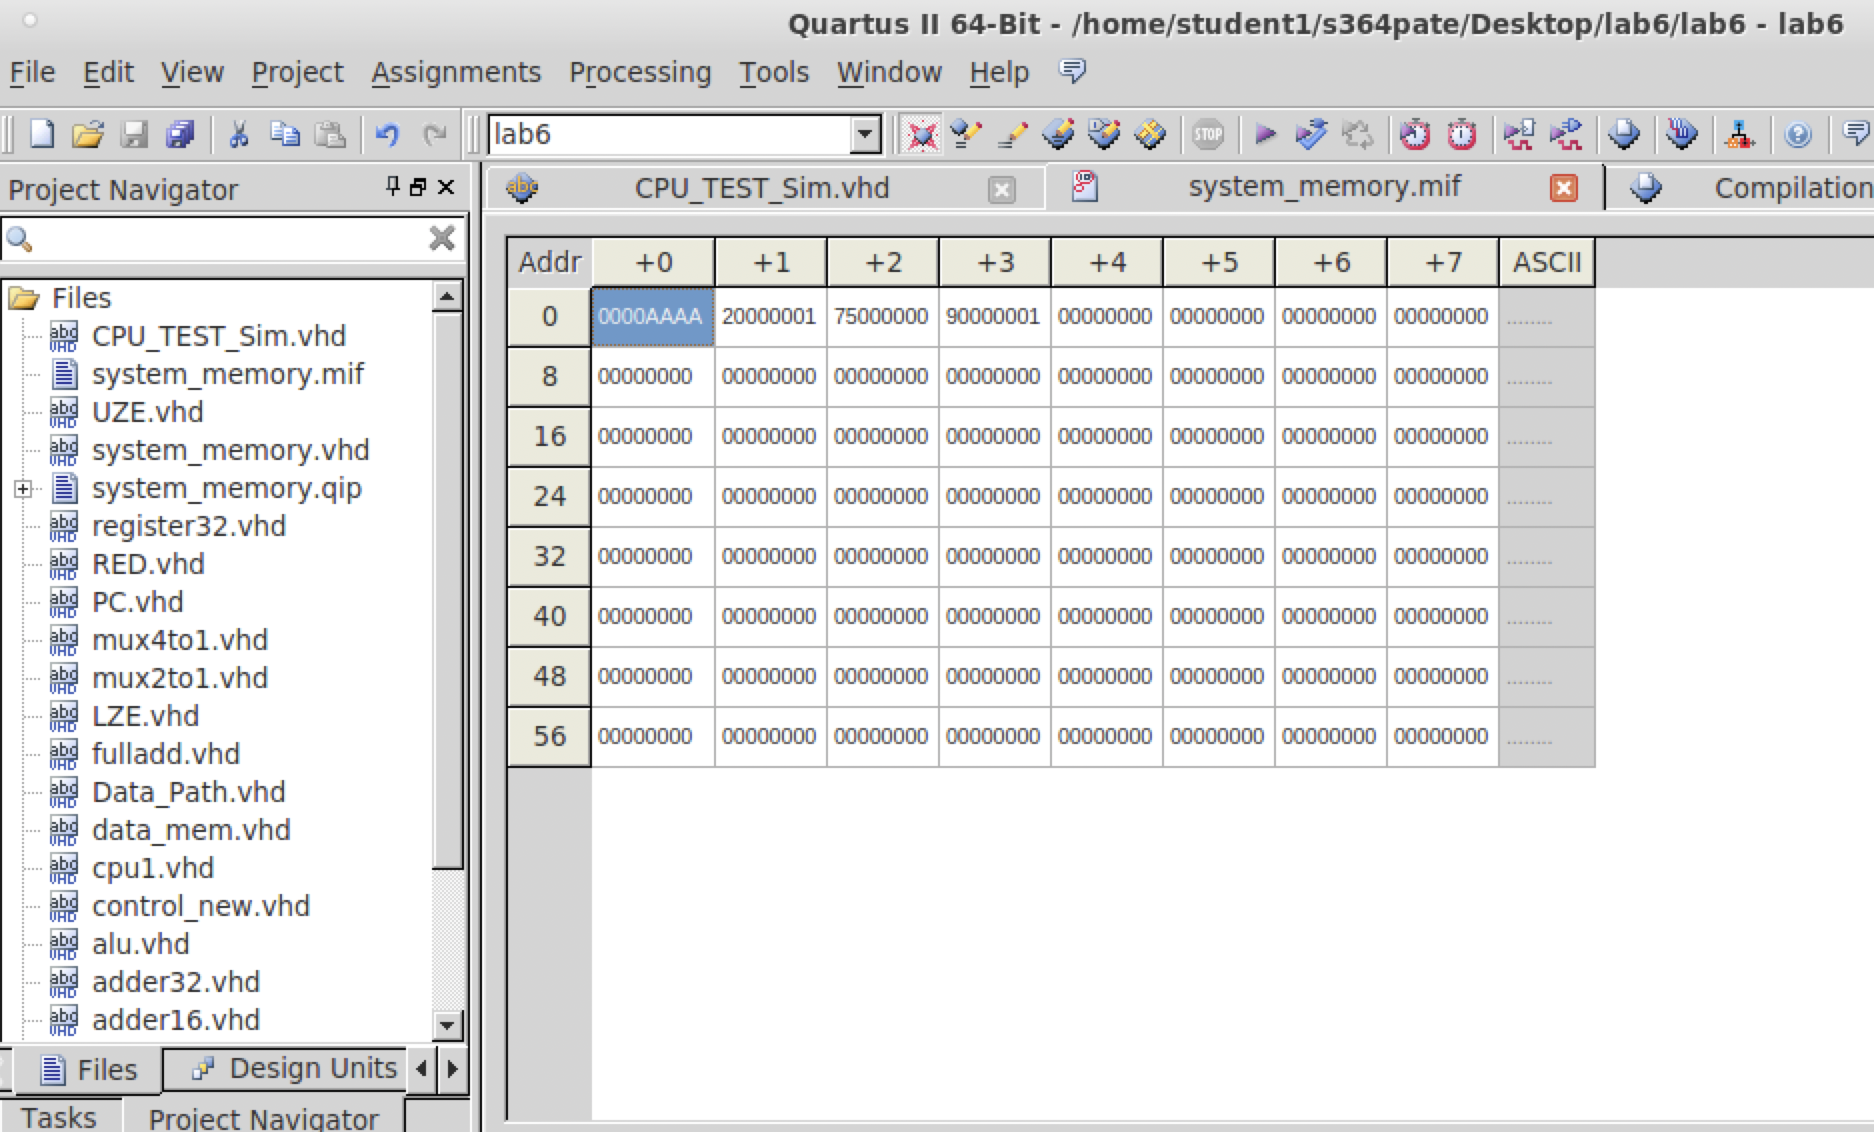 Quartus II 64-Bit - /home/student1/s364pate/Desktop/lab6/lab6 - lab6
File Edit View Project Assignments Processing Tools Window Help
lab6 STOP
Project Navigator
CPU_TEST_Sim.vhd system_memory.mif Compilation
Files
CPU_TEST_Sim.vhd
system_memory.mif
UZE.vhd
system_memory.vhd
system_memory.qip
register32.vhd
RED.vhd
PC.vhd
mux4to1.vhd
mux2to1.vhd
LZE.vhd
fulladd.vhd
Data_Path.vhd
data_mem.vhd
cpu1.vhd
control_new.vhd
alu.vhd
adder32.vhd
adder16.vhd
Files Design Units
Tasks Project Navigator
Addr +0 +1 +2 +3 +4 +5 +6 +7 ASCII
0 0000AAAA 20000001 75000000 90000001 00000000 00000000 00000000 00000000 ........
8 00000000 00000000 00000000 00000000 00000000 00000000 00000000 00000000 ........
16 00000000 00000000 00000000 00000000 00000000 00000000 00000000 00000000 ........
24 00000000 00000000 00000000 00000000 00000000 00000000 00000000 00000000 ........
32 00000000 00000000 00000000 00000000 00000000 00000000 00000000 00000000 ........
40 00000000 00000000 00000000 00000000 00000000 00000000 00000000 00000000 ........
48 00000000 00000000 00000000 00000000 00000000 00000000 00000000 00000000 ........
56 00000000 00000000 00000000 00000000 00000000 00000000 00000000 00000000 ........